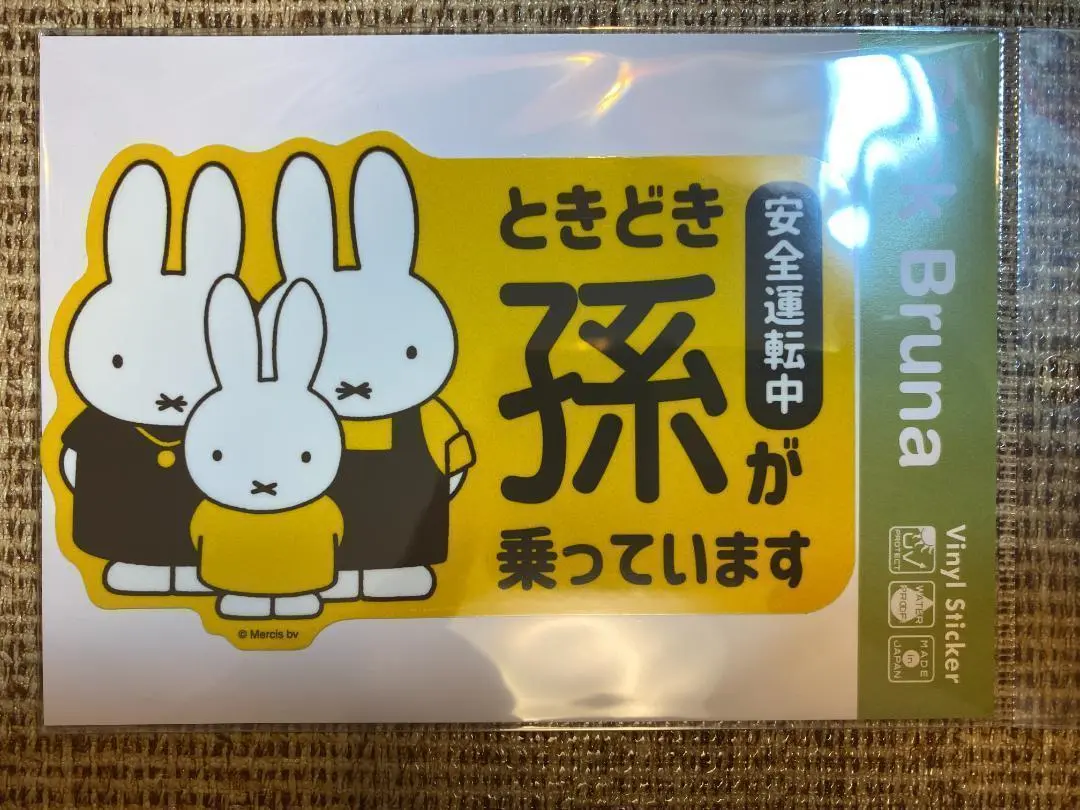 ときどき
孫が
乗っています
安全運転中
© Mercis bv
Bruna
Vinyl Sticker
UV PROTECT
WATER PROOF
MADE in JAPAN